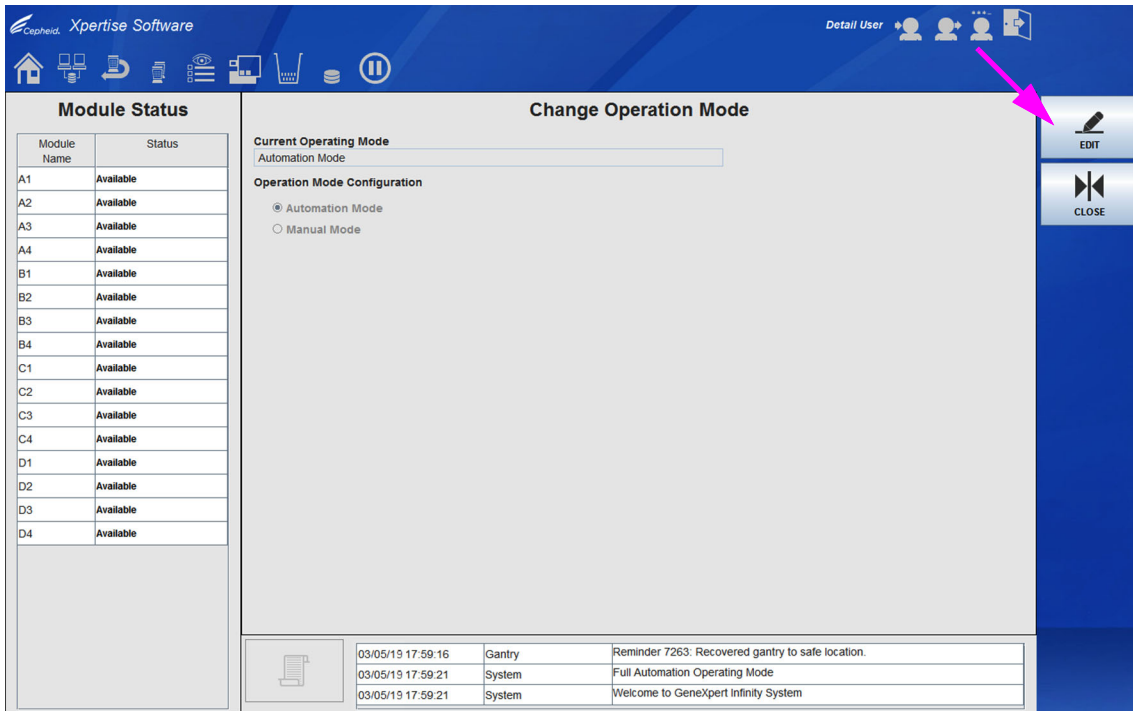 Cepheid. Xpertise Software
Detail User
Module Status
Module Name Status
A1 Available
A2 Available
A3 Available
A4 Available
B1 Available
B2 Available
B3 Available
B4 Available
C1 Available
C2 Available
C3 Available
C4 Available
D1 Available
D2 Available
D3 Available
D4 Available
Change Operation Mode
Current Operating Mode
Automation Mode
Operation Mode Configuration
Automation Mode
Manual Mode
03/05/19 17:59:16 Gantry Reminder 7263: Recovered gantry to safe location.
03/05/19 17:59:21 System Full Automation Operating Mode
03/05/19 17:59:21 System Welcome to GeneXpert Infinity System
EDIT
CLOSE